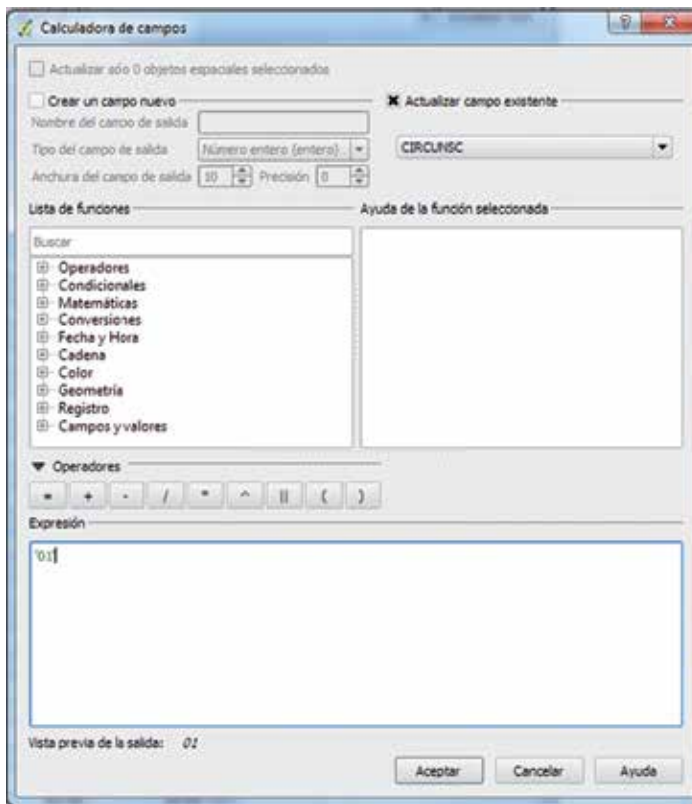 Calculadora de campos
Actualizar sólo 0 objetos espaciales seleccionados
Crear un campo nuevo
Actualizar campo existente
Nombre del campo de salida
CIRCUNSC
Tipo del campo de salida Número entero (entero)
Anchura del campo de salida 10 Precisión 0
Lista de funciones
Ayuda de la función seleccionada
Buscar
Operadores
Condicionales
Matemáticas
Conversiones
Fecha y Hora
Cadena
Color
Geometría
Registro
Campos y valores
Operadores
= + - / * ^ || ( )
Expresión
'01'
Vista previa de la salida: 01
Aceptar Cancelar Ayuda